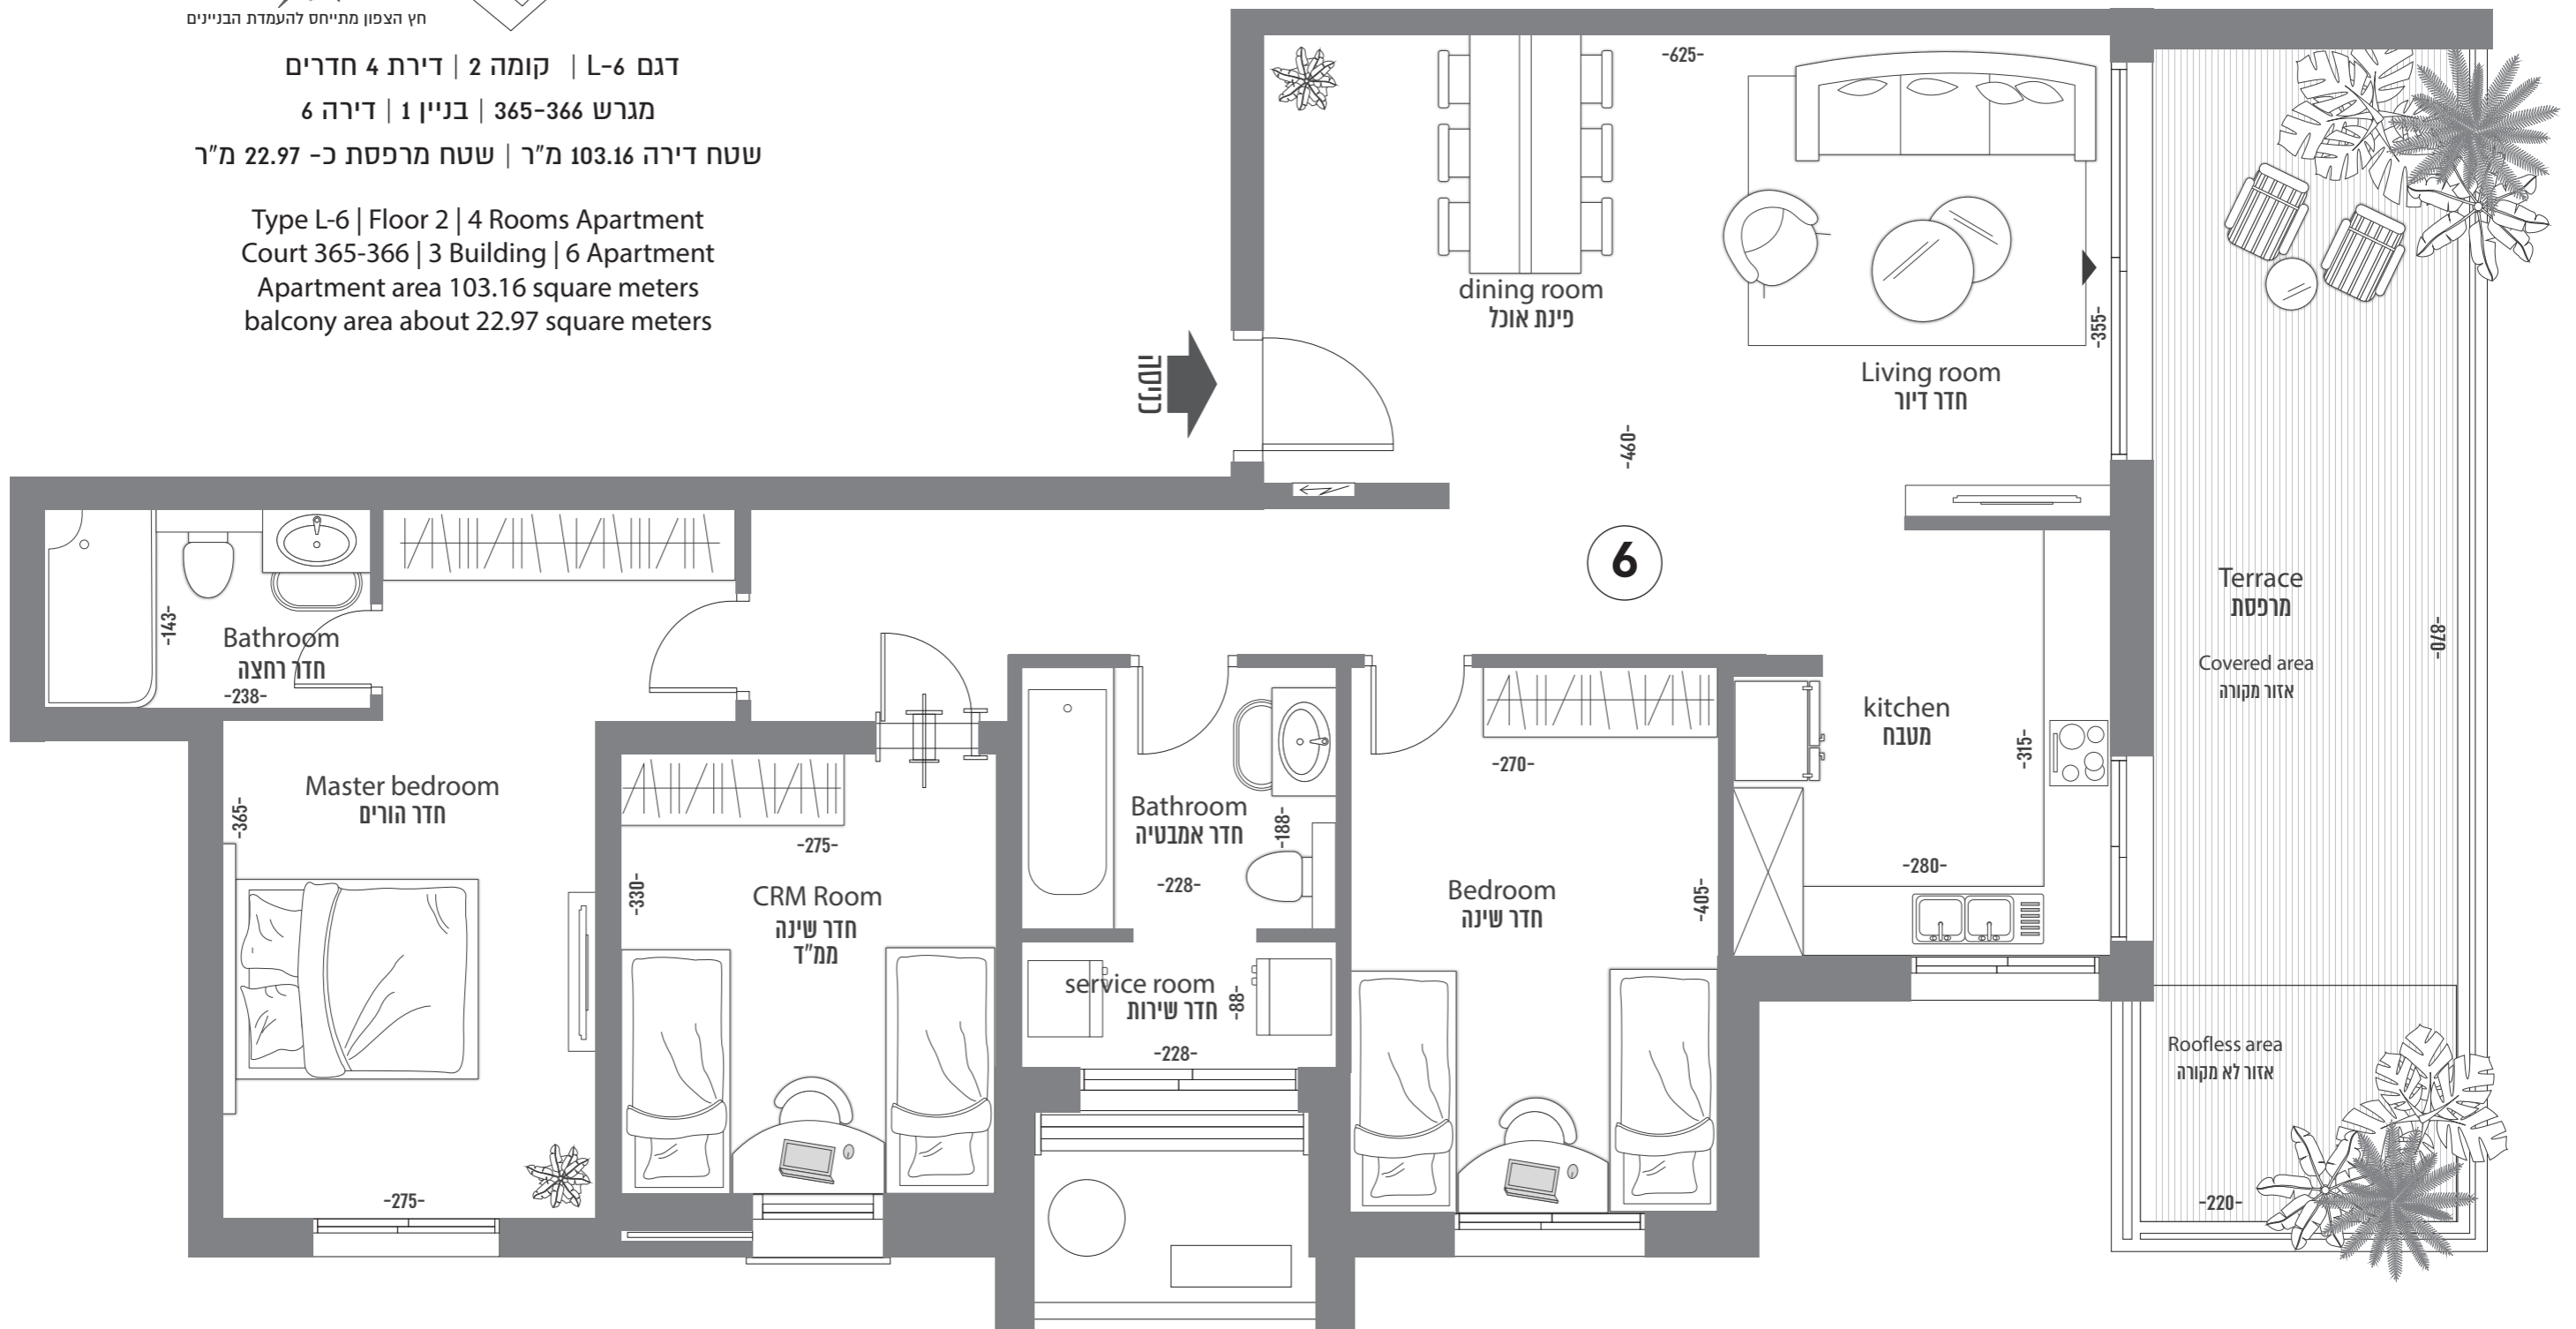 חץ הצפון מתייחס להעמדת הבניינים
דגם L-6 | קומה 2 | דירת 4 חדרים
מגרש 365-366 | בניין 1 | דירה 6
שטח דירה 103.16 מ"ר | שטח מרפסת כ- 22.97 מ"ר
Type L-6 | Floor 2 | 4 Rooms Apartment
Court 365-366 | 3 Building | 6 Apartment
Apartment area 103.16 square meters
balcony area about 22.97 square meters
-625-
dining room
פינת אוכל
כניסה
-355-
Living room
חדר דיור
-460-
6
Terrace
מרפסת
-870-
Covered area
אזור מקורה
-143-
Bathroom
חדר רחצה
-238-
kitchen
מטבח
-315-
-280-
Master bedroom
חדר הורים
-365-
-275-
-275-
-330-
CRM Room
חדר שינה
ממ"ד
Bathroom
חדר אמבטיה
-188-
-228-
service room
חדר שירות
-88-
-228-
-270-
Bedroom
חדר שינה
-405-
Roofless area
אזור לא מקורה
-220-